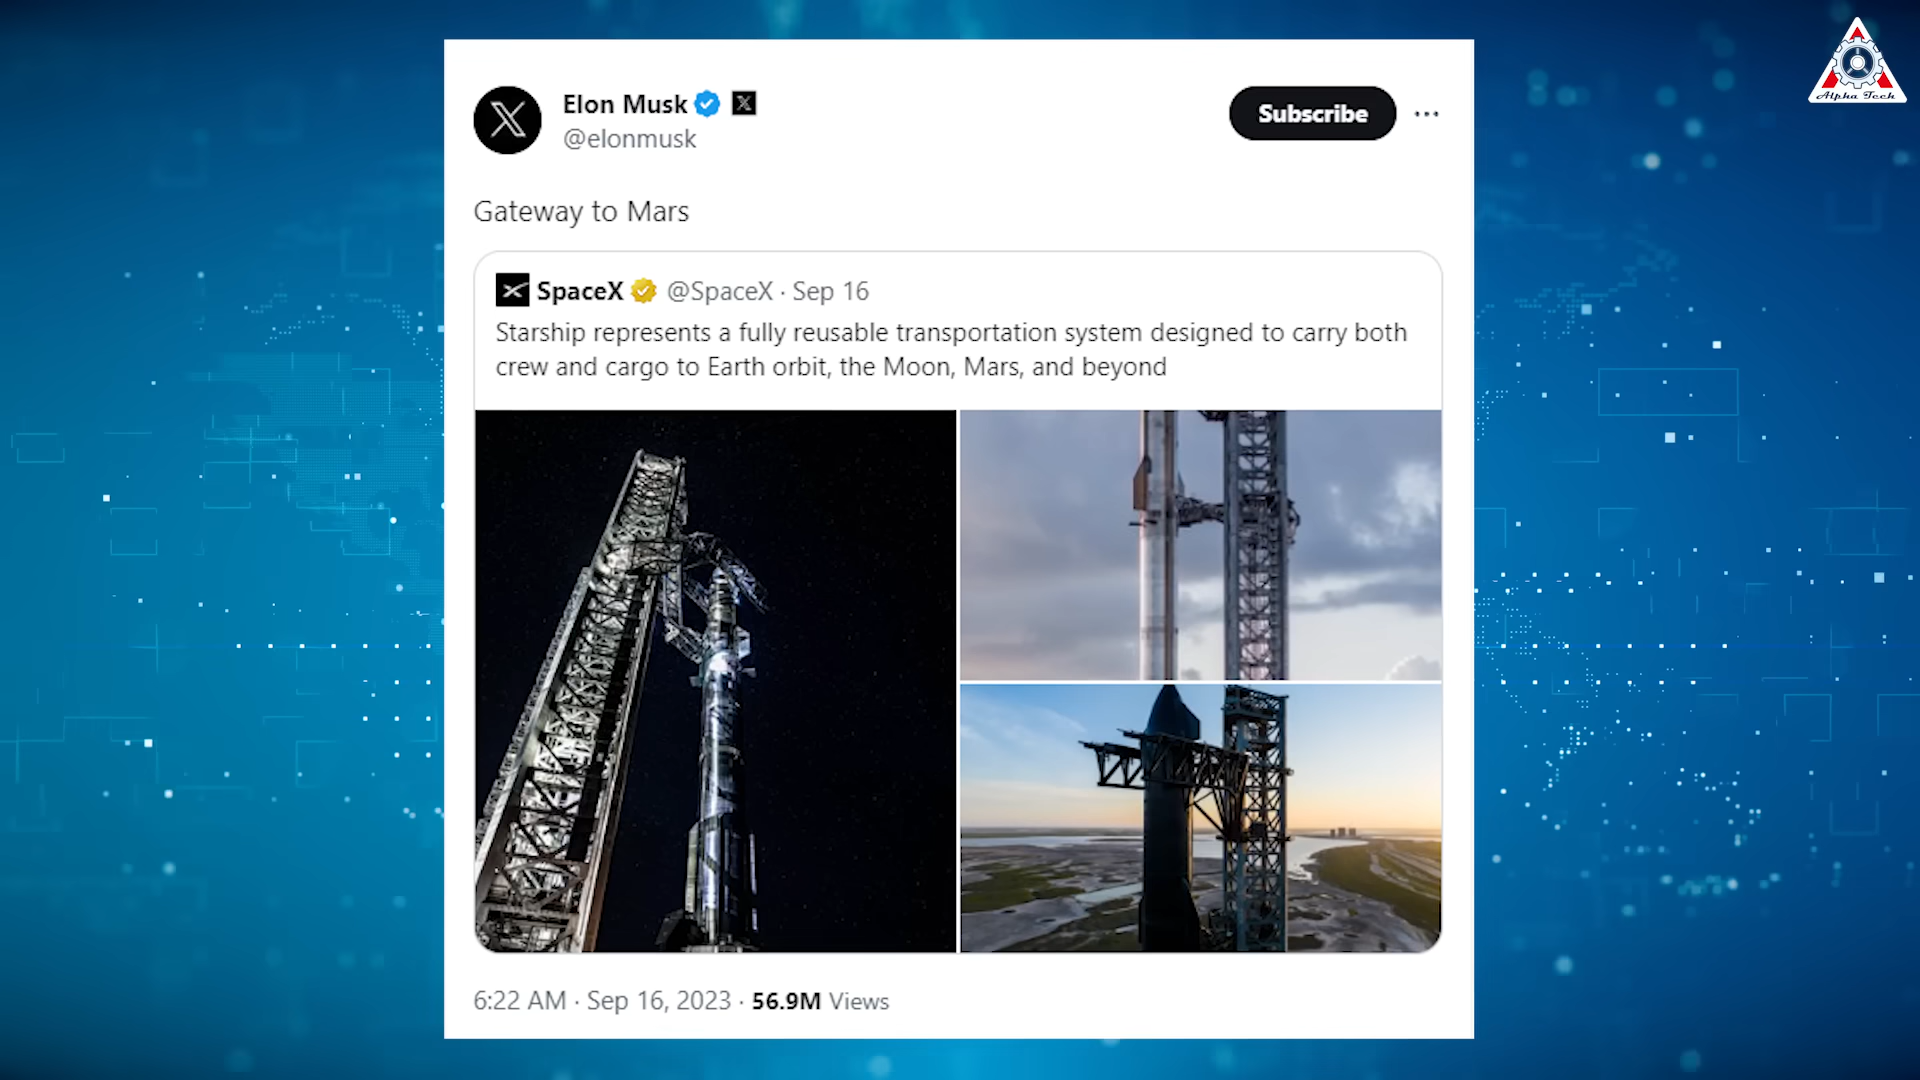 Alpha Tech
Elon Musk
@elonmusk
Subscribe
Gateway to Mars
SpaceX @SpaceX · Sep 16
Starship represents a fully reusable transportation system designed to carry both
crew and cargo to Earth orbit, the Moon, Mars, and beyond
6:22 AM · Sep 16, 2023 · 56.9M Views